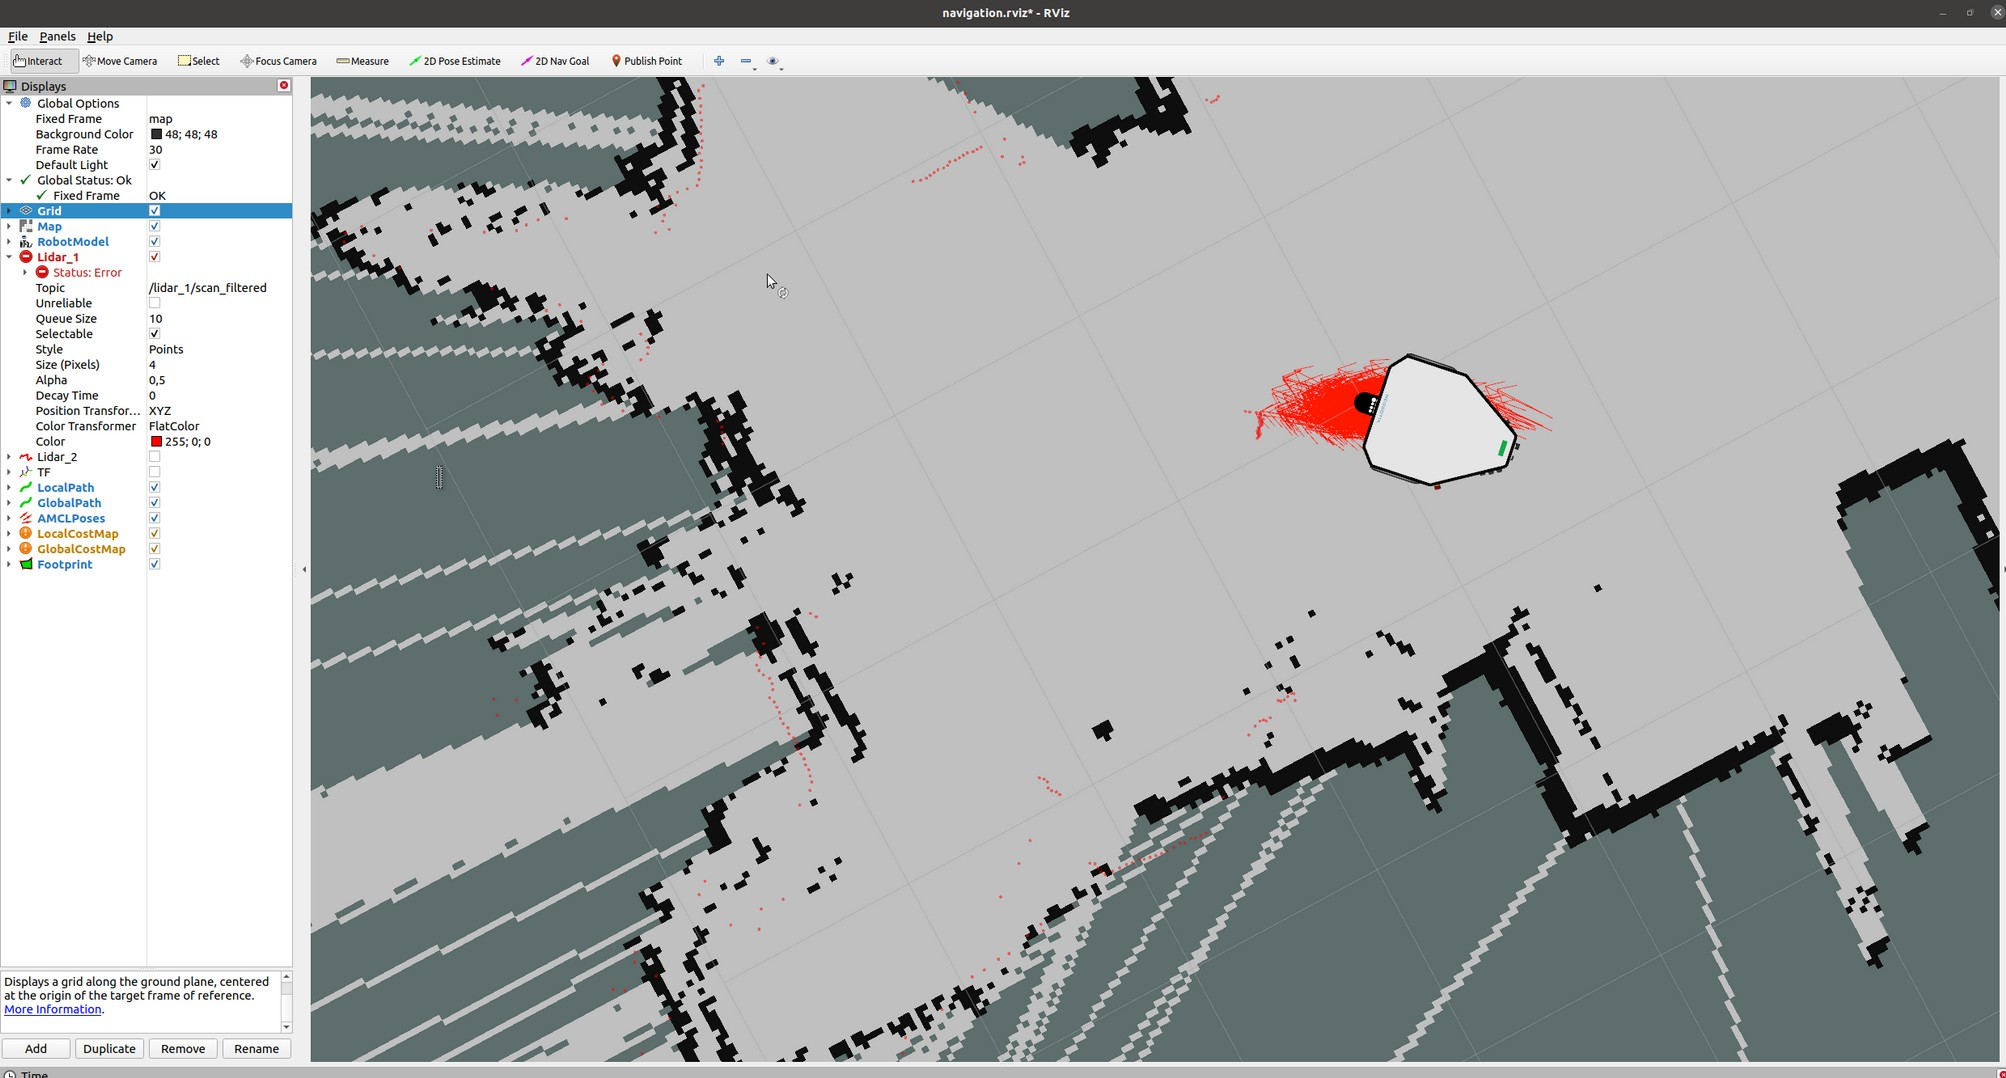 navigation.rviz* - RViz
File Panels Help
Interact Move Camera Select Focus Camera Measure 2D Pose Estimate 2D Nav Goal Publish Point
Displays
Global Options
Fixed Frame map
Background Color 48; 48; 48
Frame Rate 30
Default Light
Global Status: Ok
Fixed Frame OK
Grid
Map
RobotModel
Lidar_1
Status: Error
Topic /lidar_1/scan_filtered
Unreliable
Queue Size 10
Selectable
Style Points
Size (Pixels) 4
Alpha 0,5
Decay Time 0
Position Transfor... XYZ
Color Transformer FlatColor
Color 255; 0; 0
Lidar_2
TF
LocalPath
GlobalPath
AMCLPoses
LocalCostMap
GlobalCostMap
Footprint
Displays a grid along the ground plane, centered
at the origin of the target frame of reference.
More Information.
Add Duplicate Remove Rename
Time